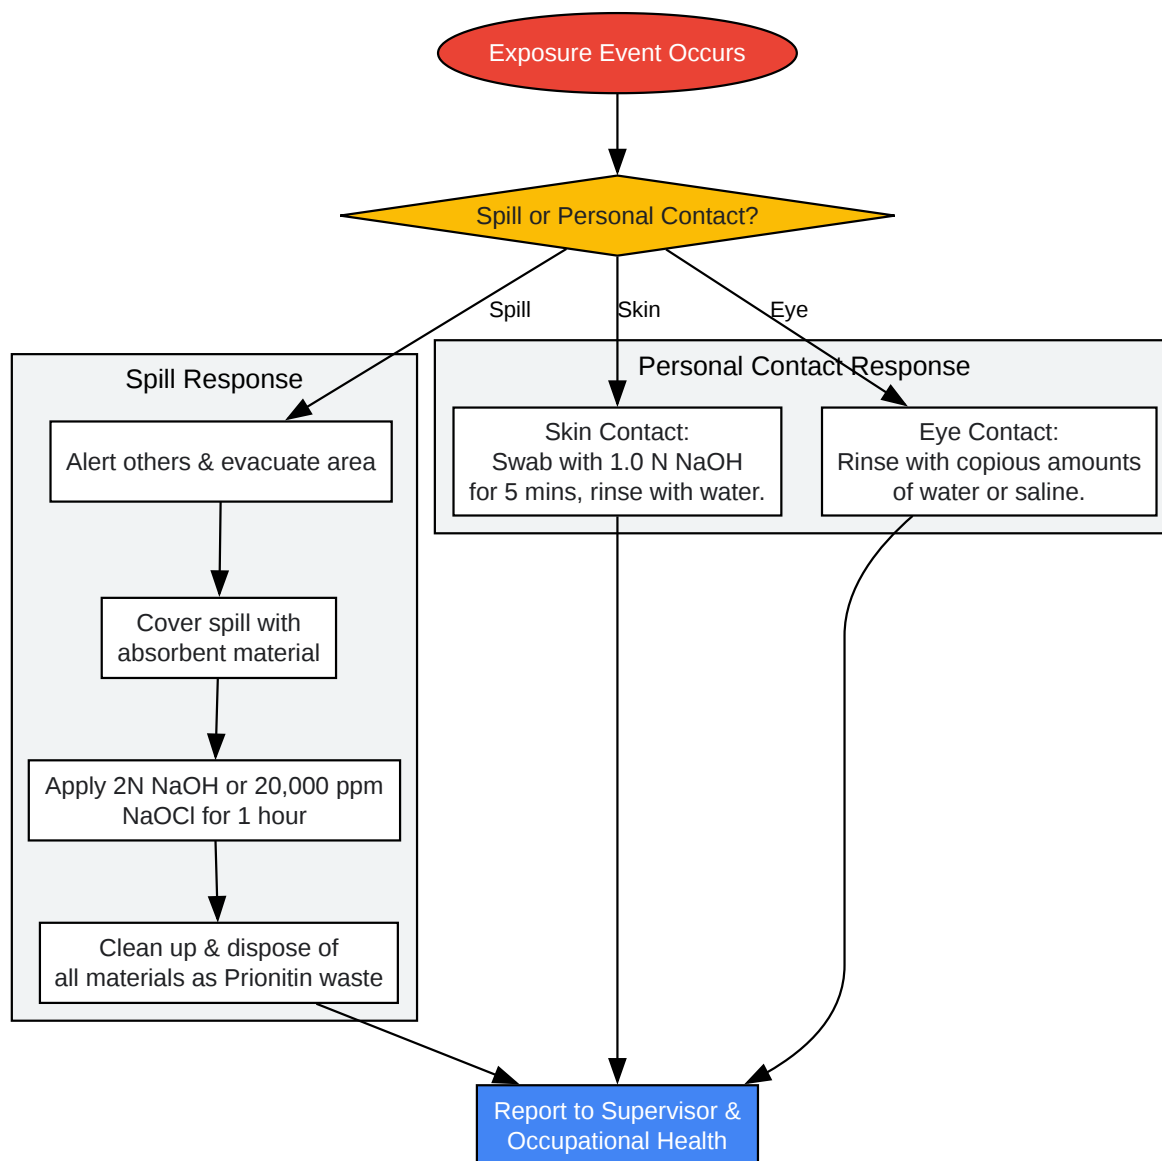 Exposure Event Occurs
Spill or Personal Contact?
Spill
Skin
Eye
Spill Response
Alert others & evacuate area
Cover spill with
absorbent material
Apply 2N NaOH or 20,000 ppm
NaOCl for 1 hour
Clean up & dispose of
all materials as Prionitin waste
Personal Contact Response
Skin Contact:
Swab with 1.0 N NaOH
for 5 mins, rinse with water.
Eye Contact:
Rinse with copious amounts
of water or saline.
Report to Supervisor &
Occupational Health